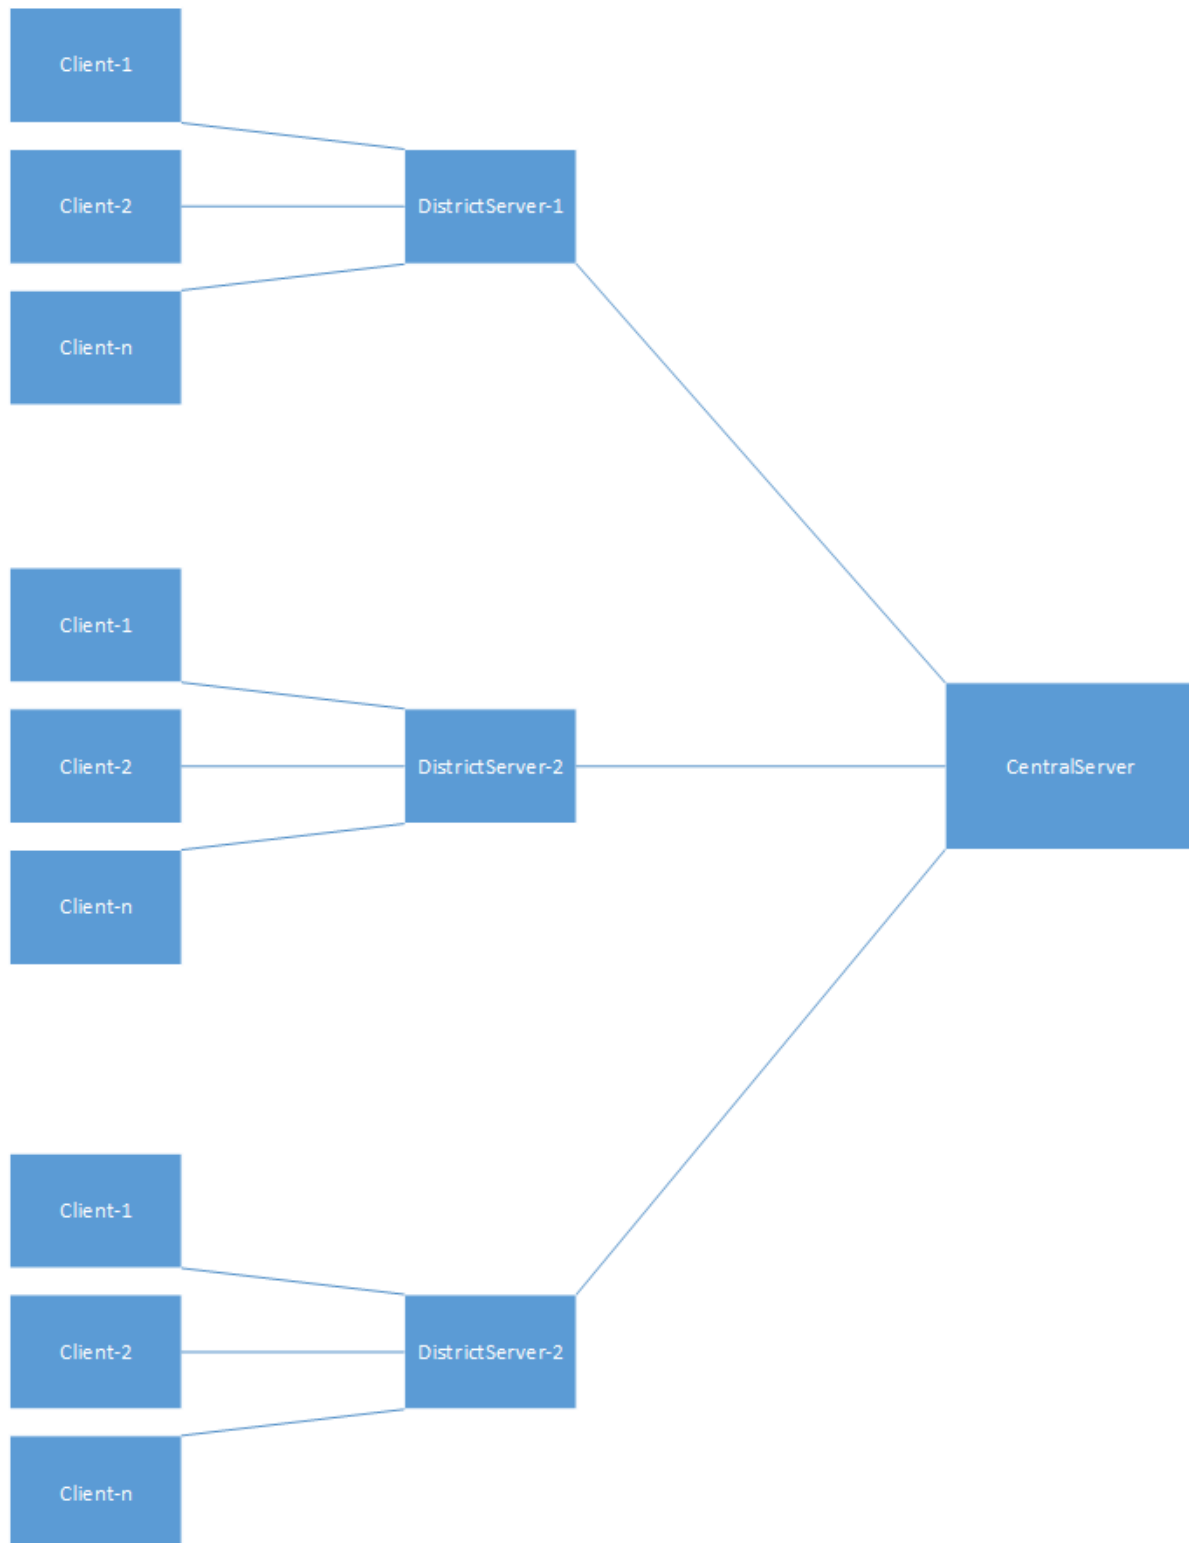 Client-1
Client-2
DistrictServer-1
Client-n
Client-1
Client-2
DistrictServer-2
CentralServer
Client-n
Client-1
Client-2
DistrictServer-2
Client-n